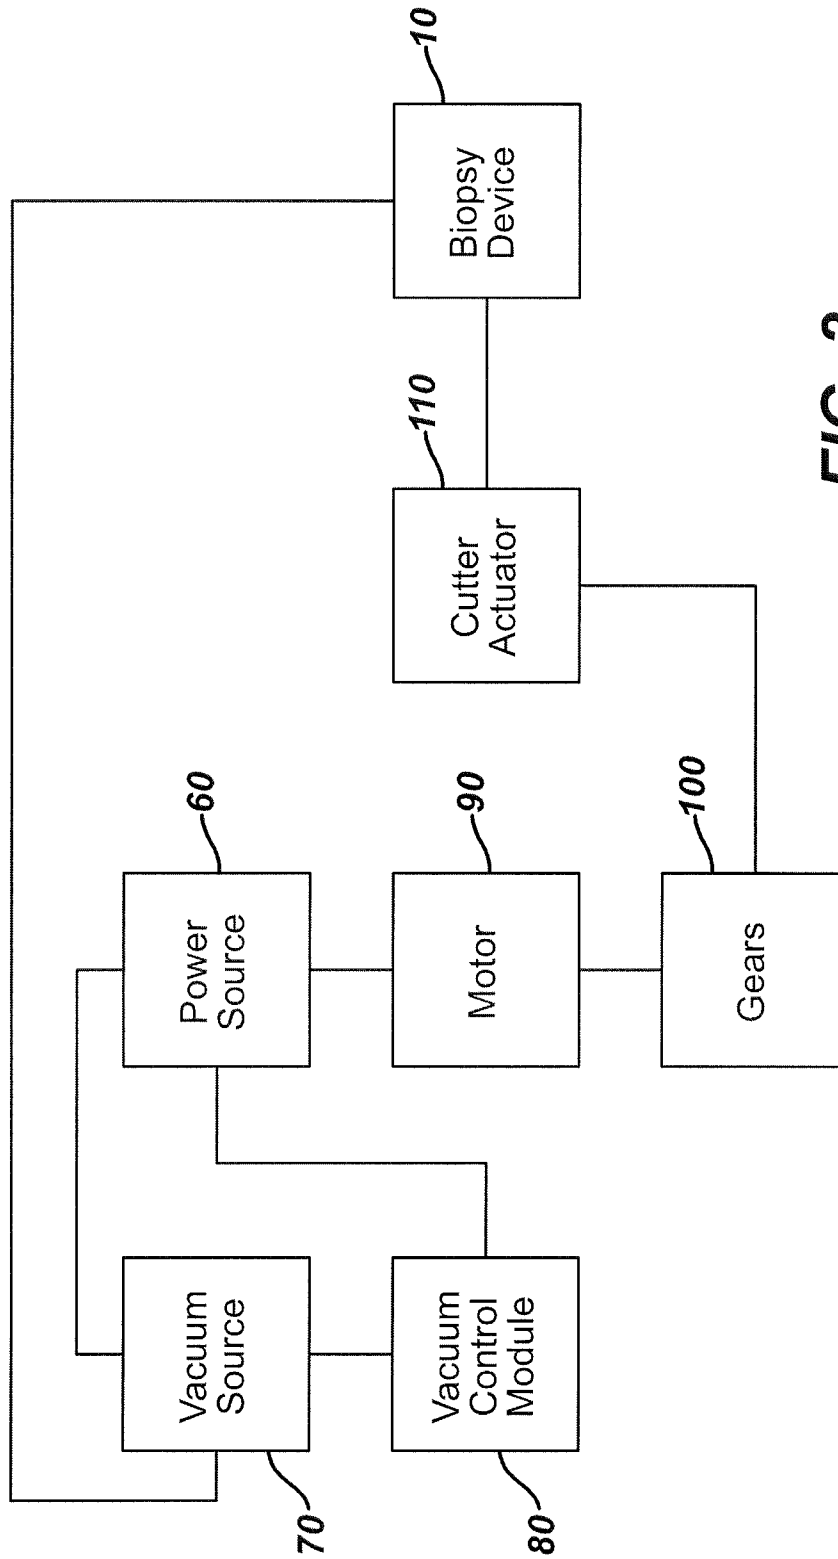 Vacuum
Source
70
Power
Source
60
Vacuum
Control
Module
80
Motor
90
Cutter
Actuator
110
Biopsy
Device
10
Gears
100
FIG.